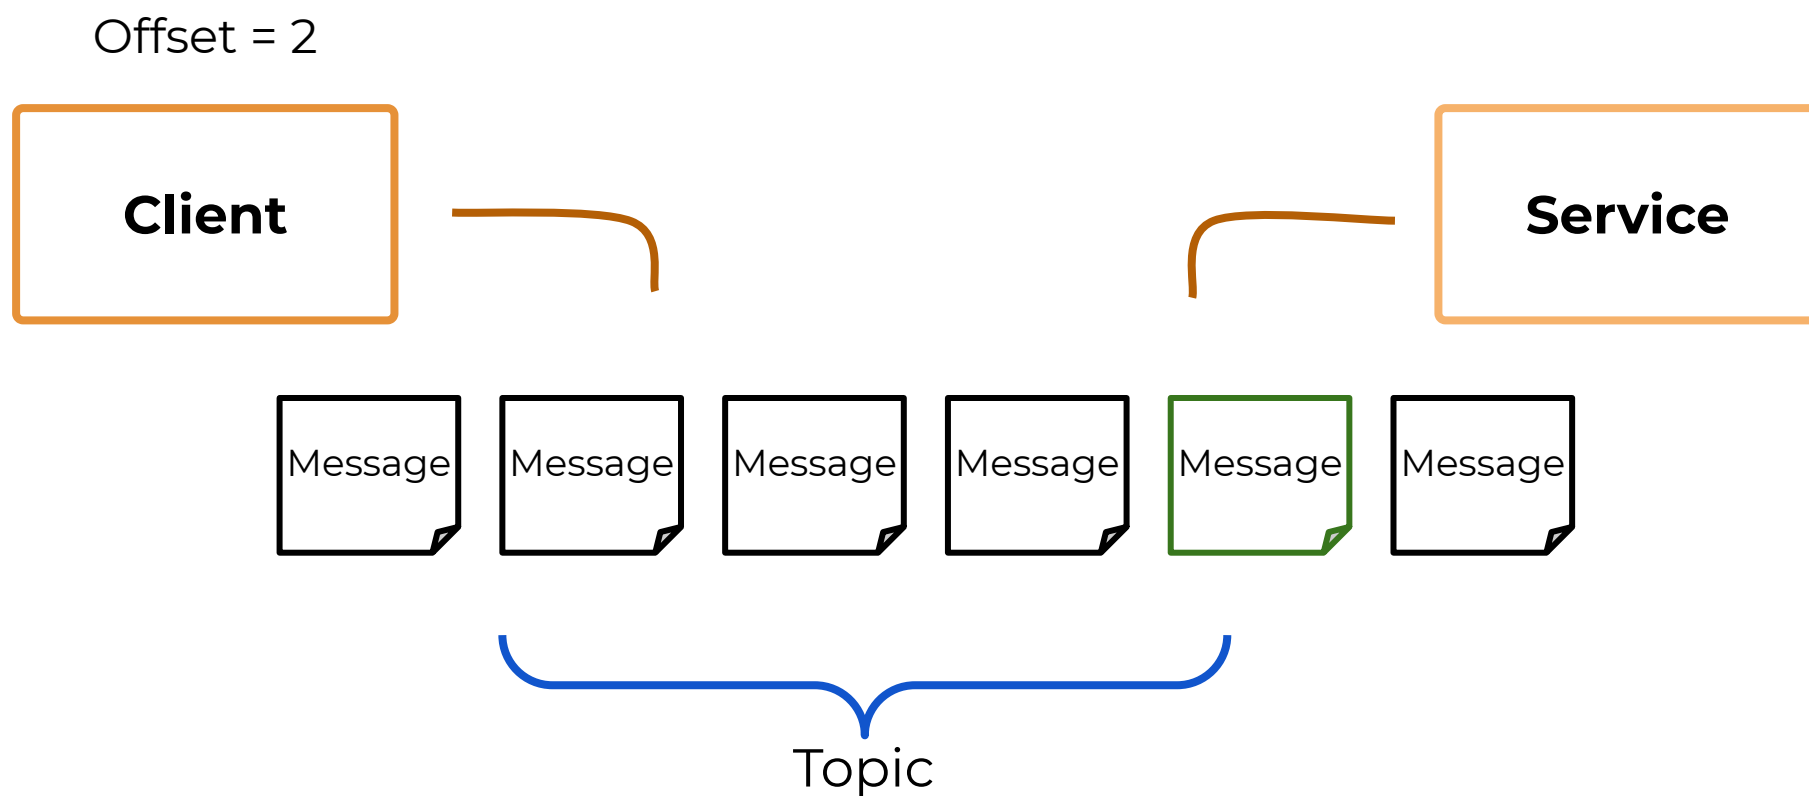 Offset = 2
Client
Service
Message
Message
Message
Message
Message
Message
Topic